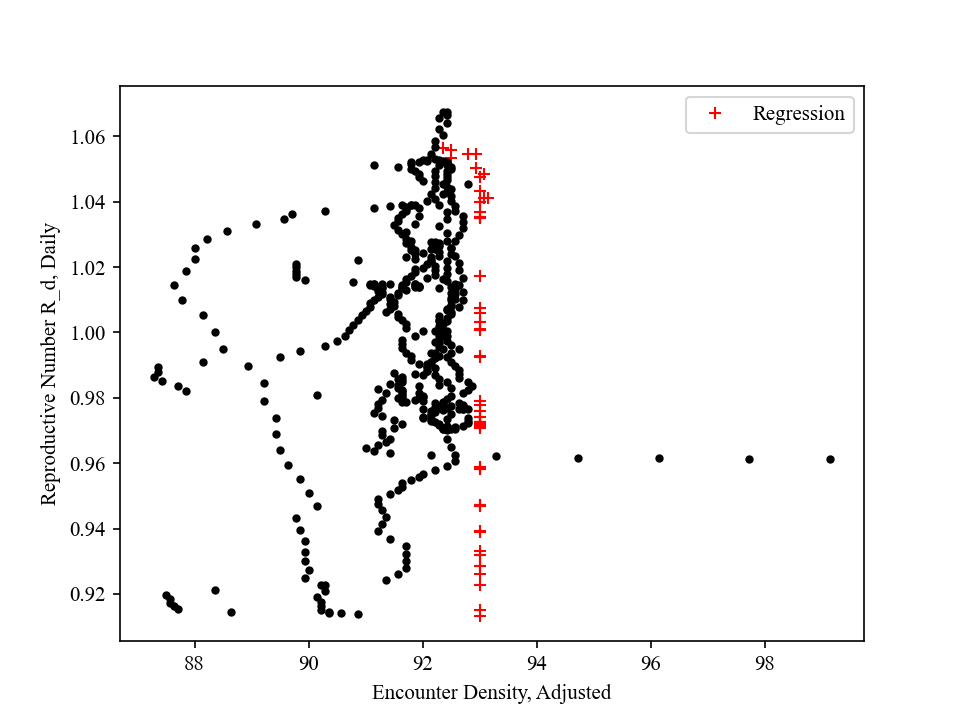 Regression
1.06
1.04
1.02
1.00
0.98
0.96
0.94
0.92
Reproductive Number R_d, Daily
88 90 92 94 96 98
Encounter Density, Adjusted